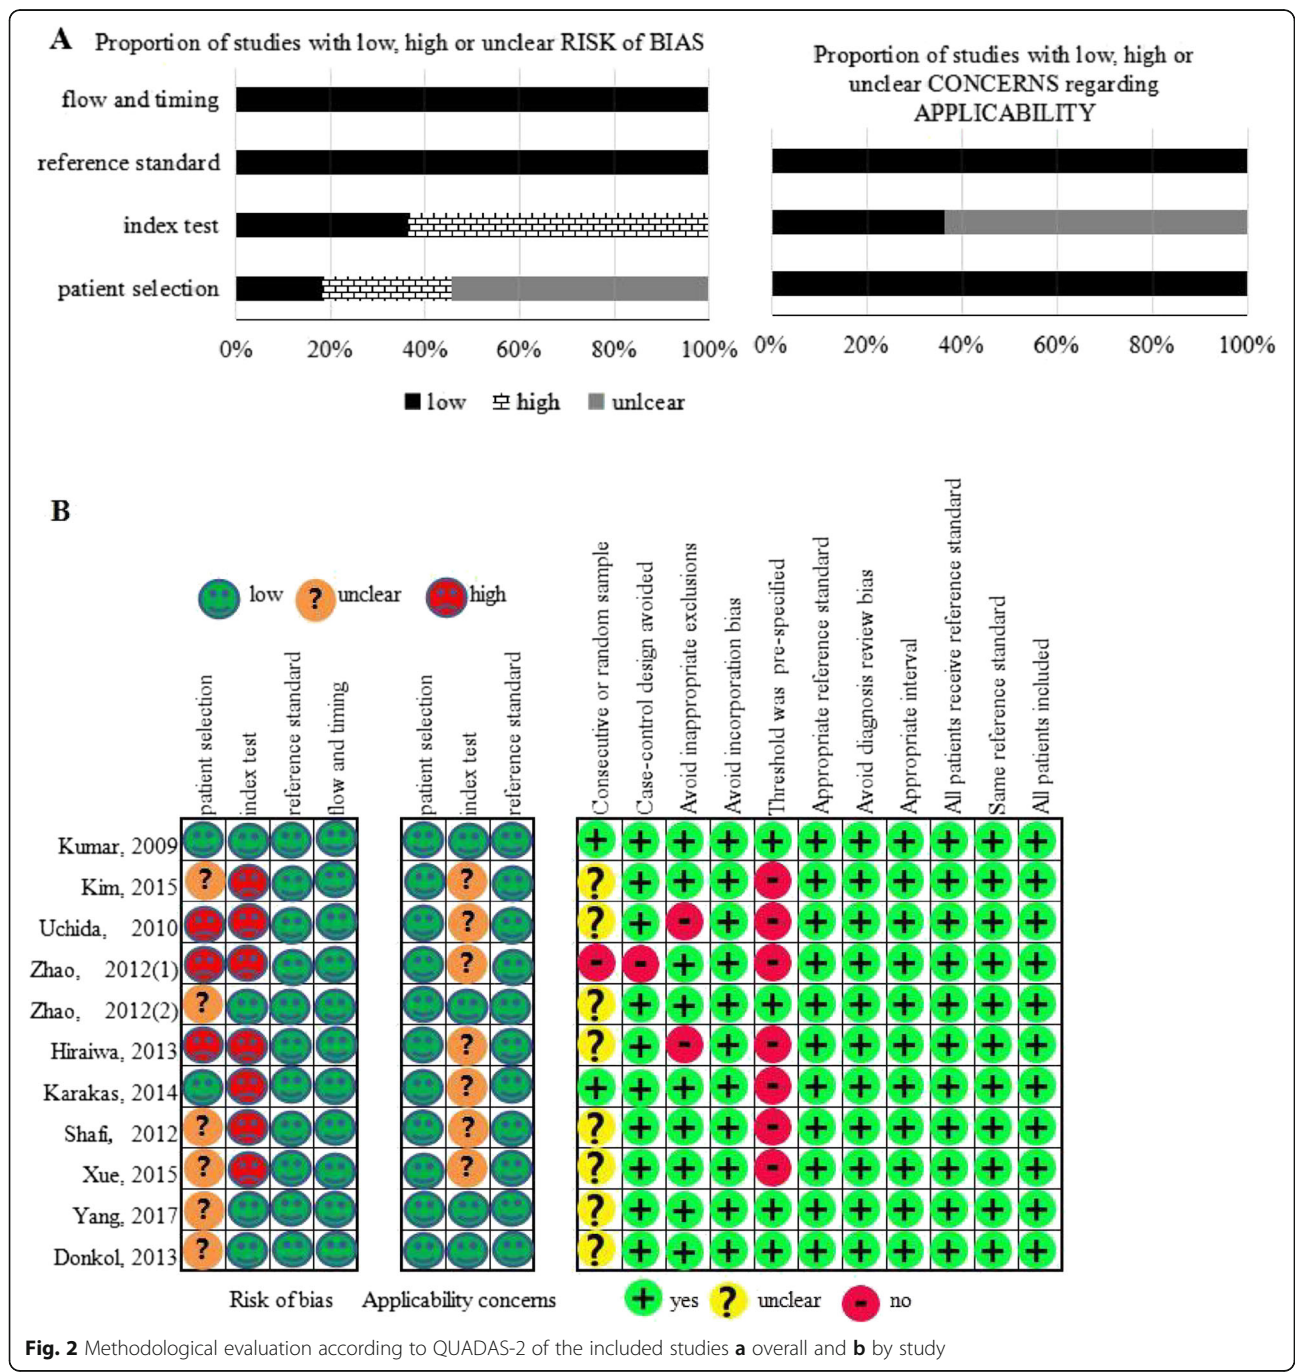 A
Proportion of studies with low, high or unclear RISK of BIAS
flow and timing
reference standard
index test
patient selection
0% 20% 40% 60% 80% 100%
Proportion of studies with low, high or
unclear CONCERNS regarding
APPLICABILITY
0% 20% 40% 60% 80% 100%
low high unlcear
B
low ? unclear high
patient selection
index test
reference standard
flow and timing
patient selection
index test
reference standard
Consecutive or random sample
Case-control design avoided
Avoid inappropriate exclusions
Avoid incorporation bias
Threshold was pre-specified
Appropriate reference standard
Avoid diagnosis review bias
Appropriate interval
All patients receive reference standard
Same reference standard
All patients included
Kumar, 2009 + + + + + + + + + + +
Kim, 2015 ? ? ? + + + - + + + + + +
Uchida, 2010 ? ? + - + - + + + + + +
Zhao, 2012(1) ? - - + + - + + + + + +
Zhao, 2012(2) ? ? + + + + + + + + + +
Hiraiwa, 2013 ? ? + - + - + + + + + +
Karakas, 2014 ? + + + + - + + + + + +
Shafi, 2012 ? ? ? + + + - + + + + + +
Xue, 2015 ? ? ? + + + - + + + + + +
Yang, 2017 ? ? + + + + + + + + + +
Donkol, 2013 ? ? + + + + + + + + + +
Risk of bias Applicability concerns + yes ? unclear - no
Fig. 2 Methodological evaluation according to QUADAS-2 of the included studies a overall and b by study